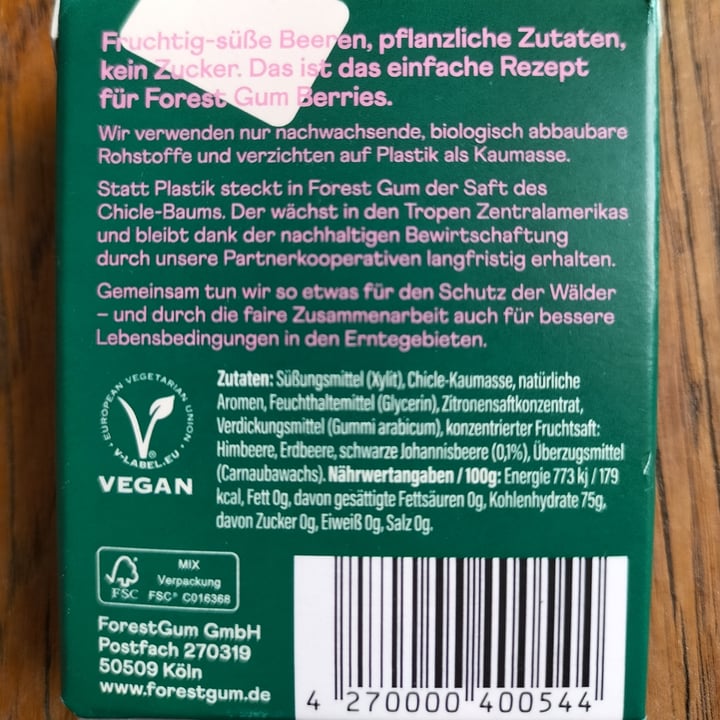 Fruchtig-süße Beeren, pflanzliche Zutaten,
kein Zucker. Das ist das einfache Rezept
für Forest Gum Berries.
Wir verwenden nur nachwachsende, biologisch abbaubare
Rohstoffe und verzichten auf Plastik als Kaumasse.
Statt Plastik steckt in Forest Gum der Saft des
Chicle-Baums. Der wächst in den Tropen Zentralamerikas
und bleibt dank der nachhaltigen Bewirtschaftung
durch unsere Partnerkooperativen langfristig erhalten.
Gemeinsam tun wir so etwas für den Schutz der Wälder
– und durch die faire Zusammenarbeit auch für bessere
Lebensbedingungen in den Erntegebieten.
EUROPEAN VEGETARIAN UNION
V-LABEL.EU
VEGAN
Zutaten: Süßungsmittel (Xylit), Chicle-Kaumasse, natürliche
Aromen, Feuchthaltemittel (Glycerin), Zitronensaftkonzentrat,
Verdickungsmittel (Gummi arabicum), konzentrierter Fruchtsaft:
Himbeere, Erdbeere, schwarze Johannisbeere (0,1%), Überzugsmittel
(Carnaubawachs). Nährwertangaben / 100g: Energie 773 kj / 179
kcal, Fett 0g, davon gesättigte Fettsäuren 0g, Kohlenhydrate 75g,
davon Zucker 0g, Eiweiß 0g, Salz 0g.
FSC
MIX
Verpackung
FSC® C016368
ForestGum GmbH
Postfach 270319
50509 Köln
www.forestgum.de
4 270000 400544